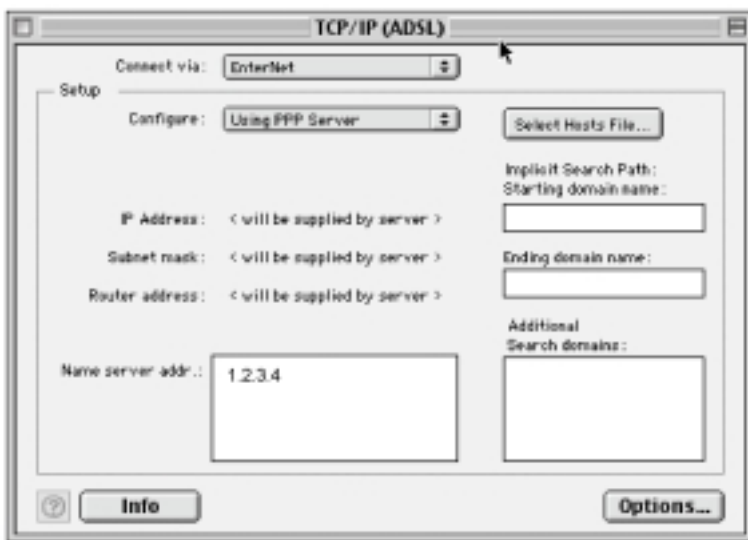 TCP/IP (ADSL)
Connect via: EnterNet
Setup
Configure: Using PPP Server
Select Hosts File...
Implicit Search Path:
Starting domain name:
IP Address: < will be supplied by server >
Subnet mask: < will be supplied by server >
Ending domain name:
Router address: < will be supplied by server >
Additional
Search domains:
Name server addr.: 1.2.3.4
?
Info
Options...